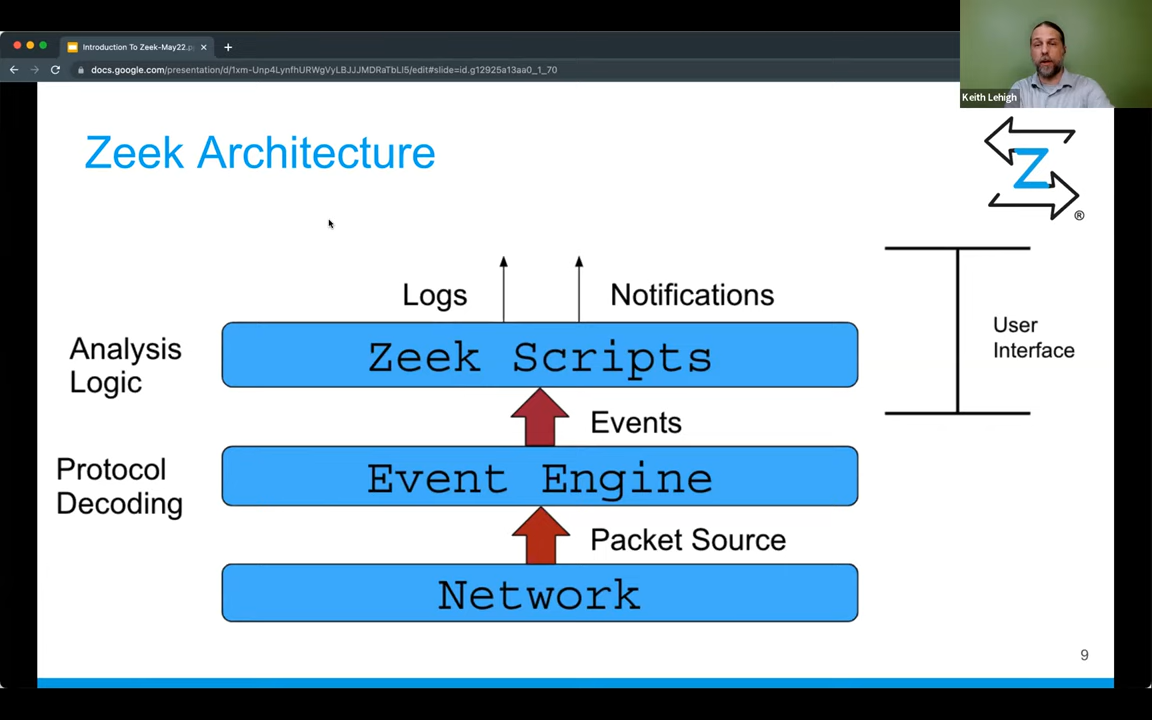 Introduction To Zeek-May22.p
docs.google.com/presentation/d/1xm-Unp4LynfhURWgVyLBJJJMDRaTbLI5/edit#slide=id.g12925a13aa0_1_70
Keith Lehigh
Zeek Architecture
Z
®
Logs
Notifications
User
Interface
Analysis
Logic
Zeek Scripts
Events
Protocol
Decoding
Event Engine
Packet Source
Network
9